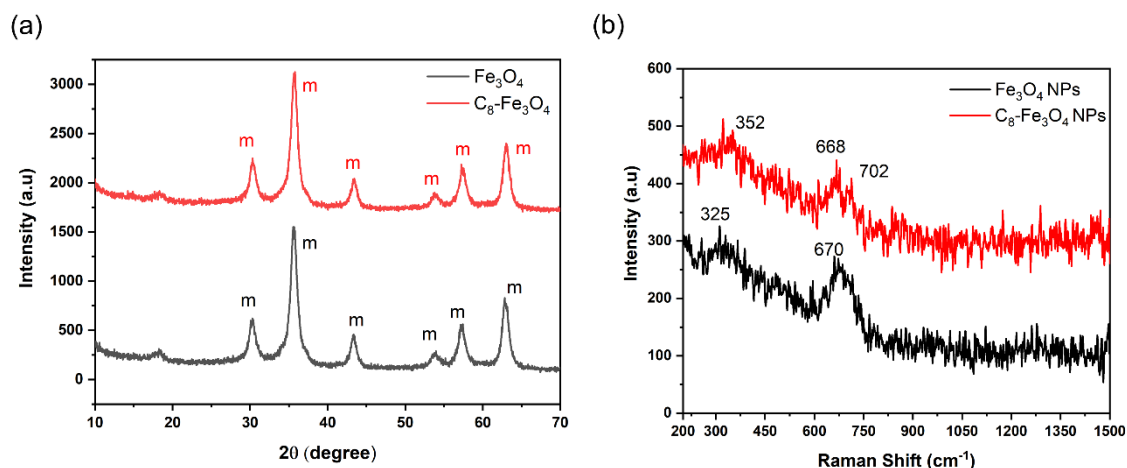 (a)
Intensity (a.u)
3000
2500
2000
1500
1000
500
0
Fe₃O₄
C₈-Fe₃O₄
m
m
m
m
m
m
m
m
m
m
m
m
10 20 30 40 50 60 70
2θ (degree)
(b)
Intensity (a.u)
600
500
400
300
200
100
0
Fe₃O₄ NPs
C₈-Fe₃O₄ NPs
352
668
702
325
670
200 300 450 600 750 900 1050 1200 1350 1500
Raman Shift (cm⁻¹)